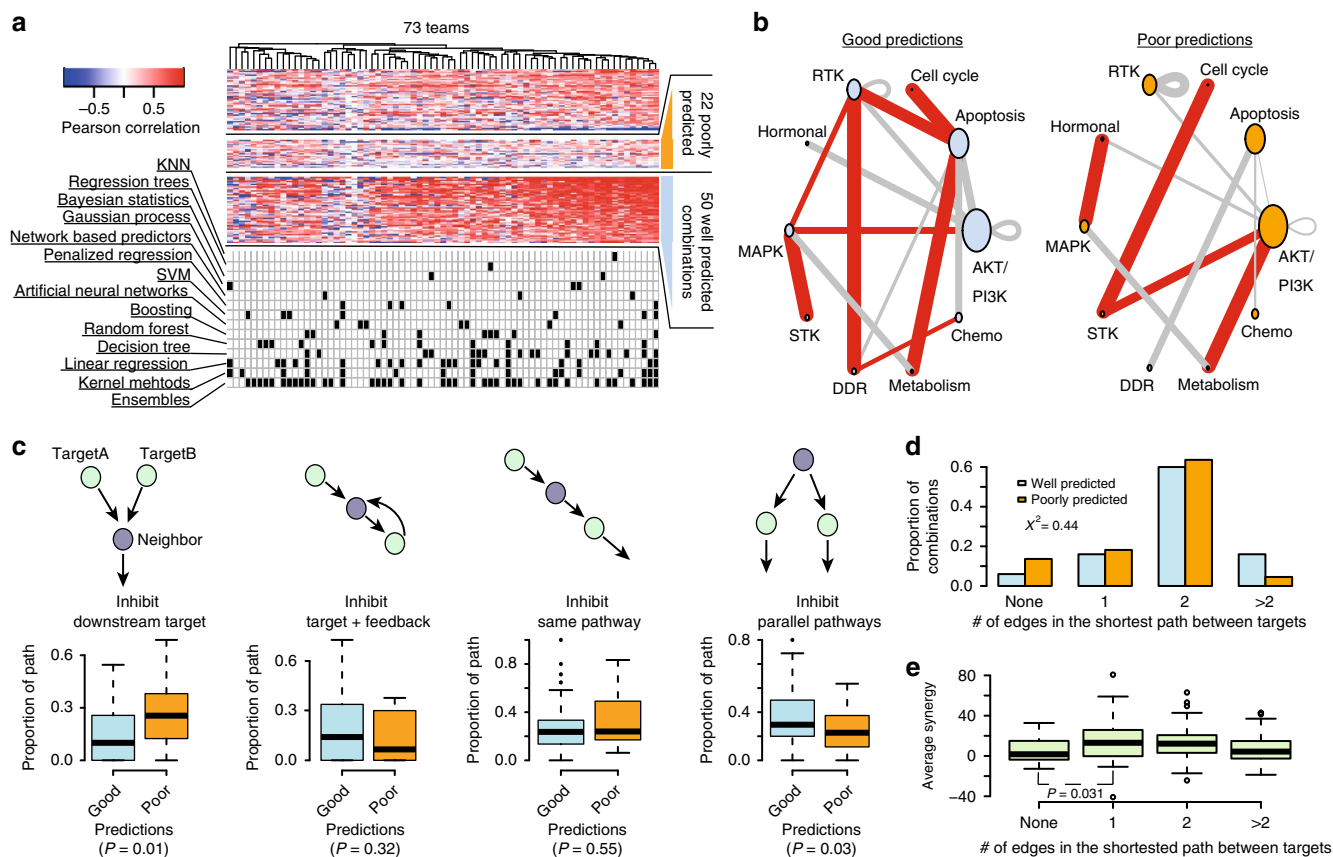 a
73 teams
−0.5
0.5
Pearson correlation
22 poorly
predicted
50 well predicted
combinations
KNN
Regression trees
Bayesian statistics
Gaussian process
Network based predictors
Penalized regression
SVM
Artificial neural networks
Boosting
Random forest
Decision tree
Linear regression
Kernel mehtods
Ensembles
b
Good predictions
RTK
Cell cycle
Apoptosis
Hormonal
MAPK
AKT/
PI3K
STK
Chemo
DDR
Metabolism
Poor predictions
RTK
Cell cycle
Apoptosis
Hormonal
MAPK
AKT/
PI3K
STK
Chemo
DDR
Metabolism
c
TargetA
TargetB
Neighbor
Inhibit
downstream target
Proportion of path
0.6
0.3
0.0
Good
Poor
Predictions
(P = 0.01)
Inhibit
target + feedback
Proportion of path
0.6
0.3
0.0
Good
Poor
Predictions
(P = 0.32)
Inhibit
same pathway
Proportion of path
0.8
0.4
0.0
Good
Poor
Predictions
(P = 0.55)
Inhibit
parallel pathways
Proportion of path
0.8
0.4
0.0
Good
Poor
Predictions
(P = 0.03)
d
Proportion of
combinations
0.6
0.4
0.2
0.0
Well predicted
Poorly predicted
X²= 0.44
None
1
2
>2
# of edges in the shortest path between targets
e
Average synergy
80
40
0
−40
P = 0.031
None
1
2
>2
# of edges in the shortested path between targets